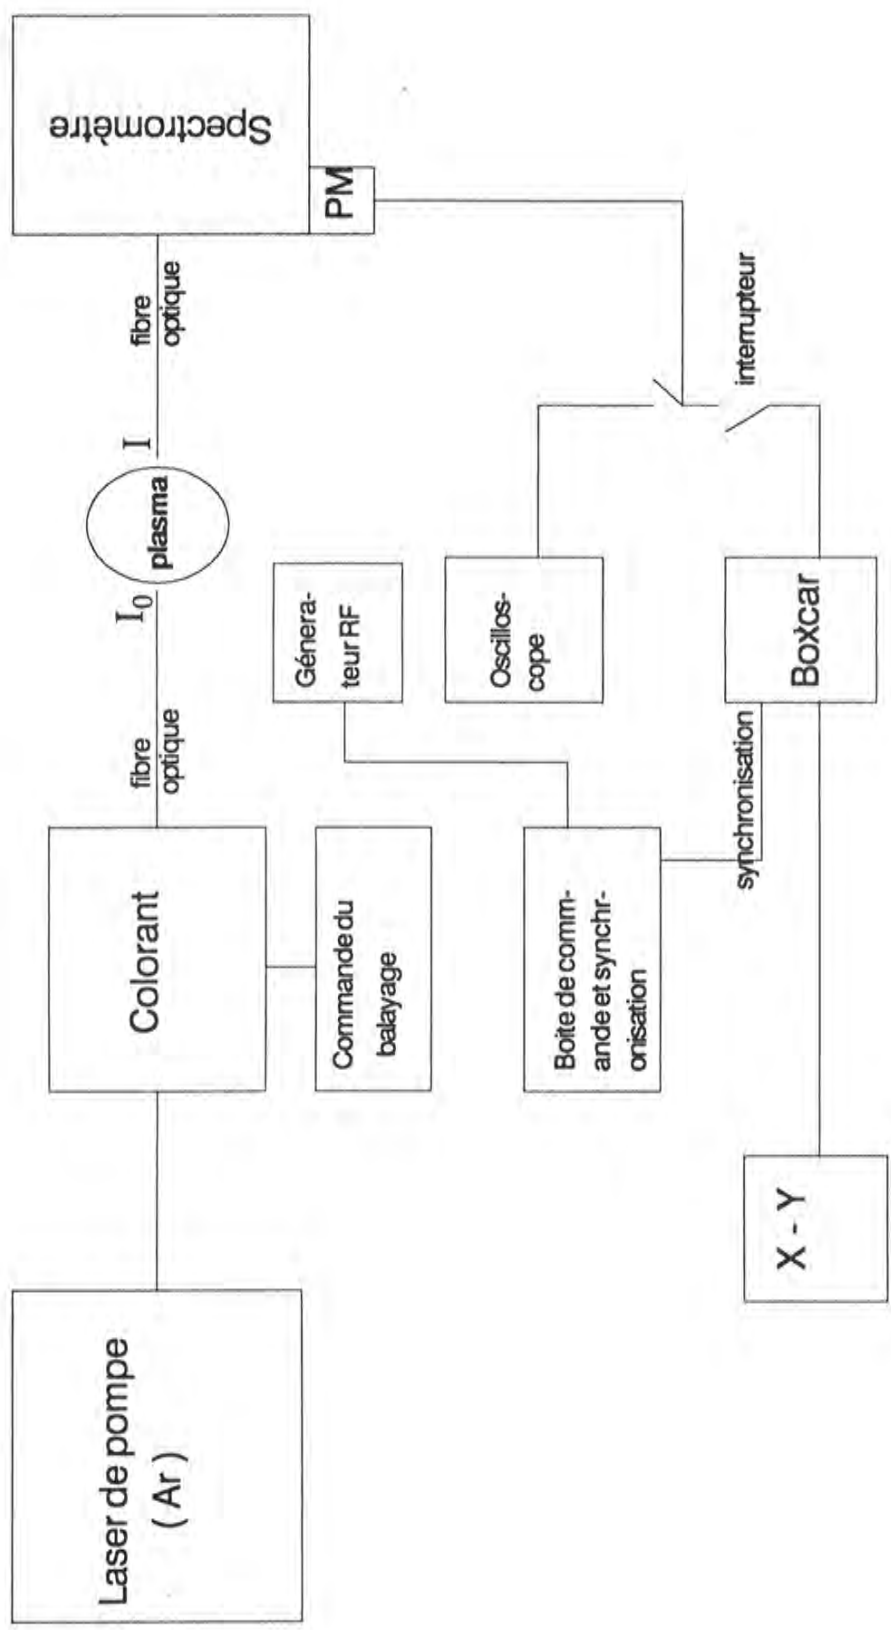 Laser de pompe
( Ar )
Colorant
Commande du
balayage
fibre
optique
I0
plasma
I
fibre
optique
Spectromètre
PM
Génera-
teur RF
Oscillos-
cope
Boite de comm-
ande et synchr-
onisation
synchronisation
interrupteur
Boxcar
X - Y